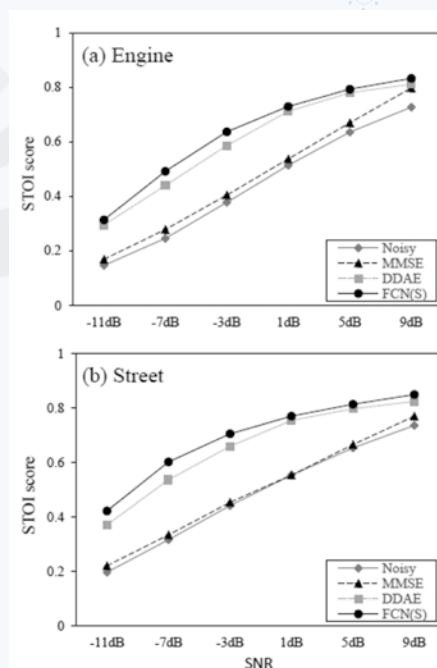 (a) Engine
STOI score
1
0.8
0.6
0.4
0.2
0
-11dB -7dB -3dB 1dB 5dB 9dB
Noisy
MMSE
DDAE
FCN(S)
(b) Street
STOI score
1
0.8
0.6
0.4
0.2
0
-11dB -7dB -3dB 1dB 5dB 9dB
SNR
Noisy
MMSE
DDAE
FCN(S)